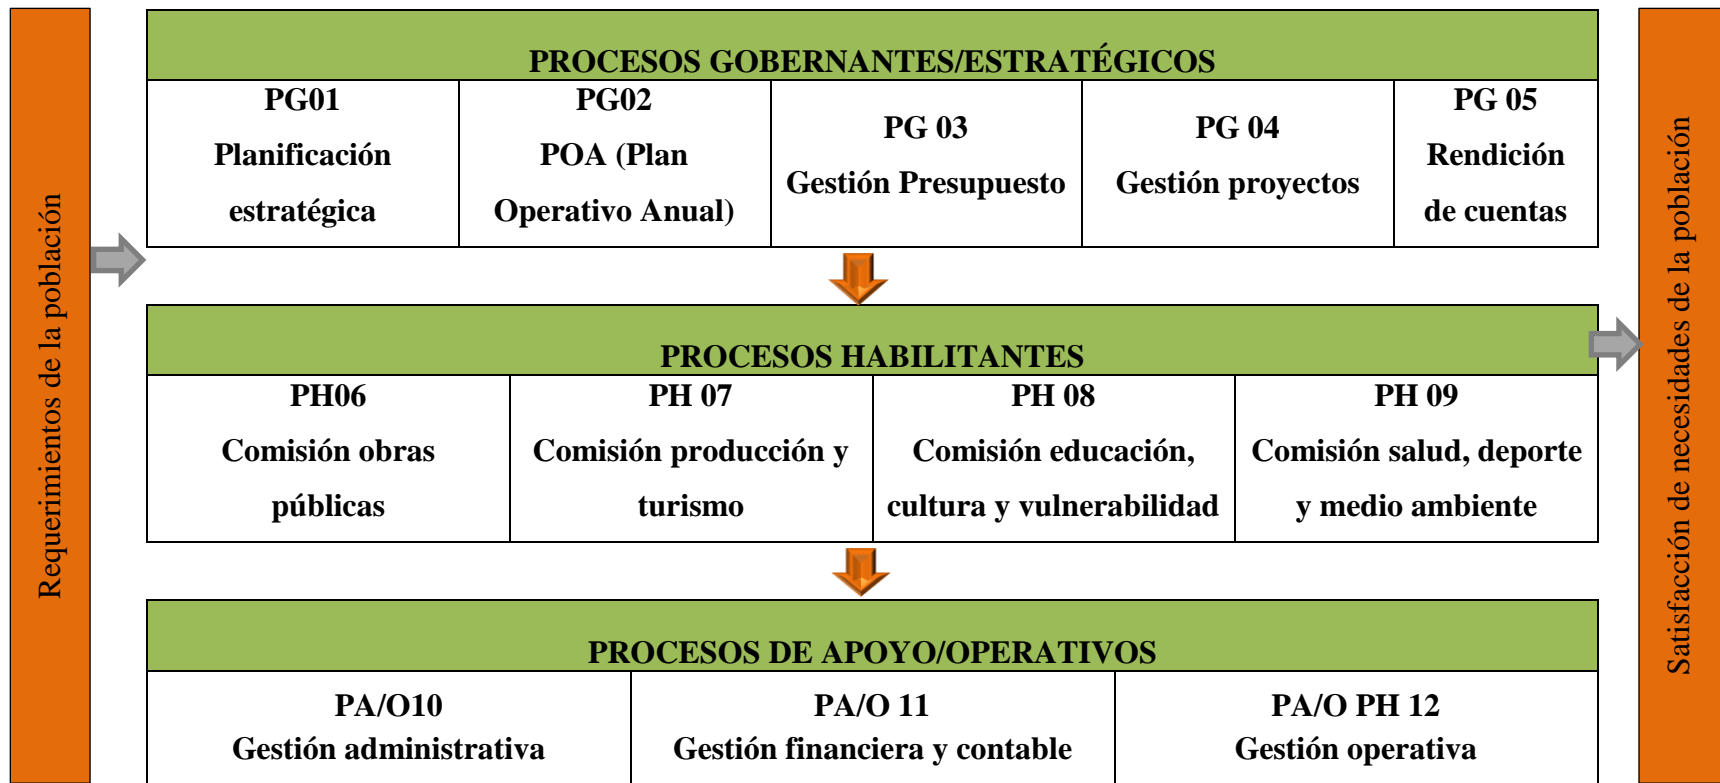 Requerimientos de la población
PROCESOS GOBERNANTES/ESTRATÉGICOS
PG01
Planificación
estratégica
PG02
POA (Plan
Operativo Anual)
PG 03
Gestión Presupuesto
PG 04
Gestión proyectos
PG 05
Rendición
de cuentas
PROCESOS HABILITANTES
PH06
Comisión obras
públicas
PH 07
Comisión producción y
turismo
PH 08
Comisión educación,
cultura y vulnerabilidad
PH 09
Comisión salud, deporte
y medio ambiente
PROCESOS DE APOYO/OPERATIVOS
PA/O10
Gestión administrativa
PA/O 11
Gestión financiera y contable
PA/O PH 12
Gestión operativa
Satisfacción de necesidades de la población